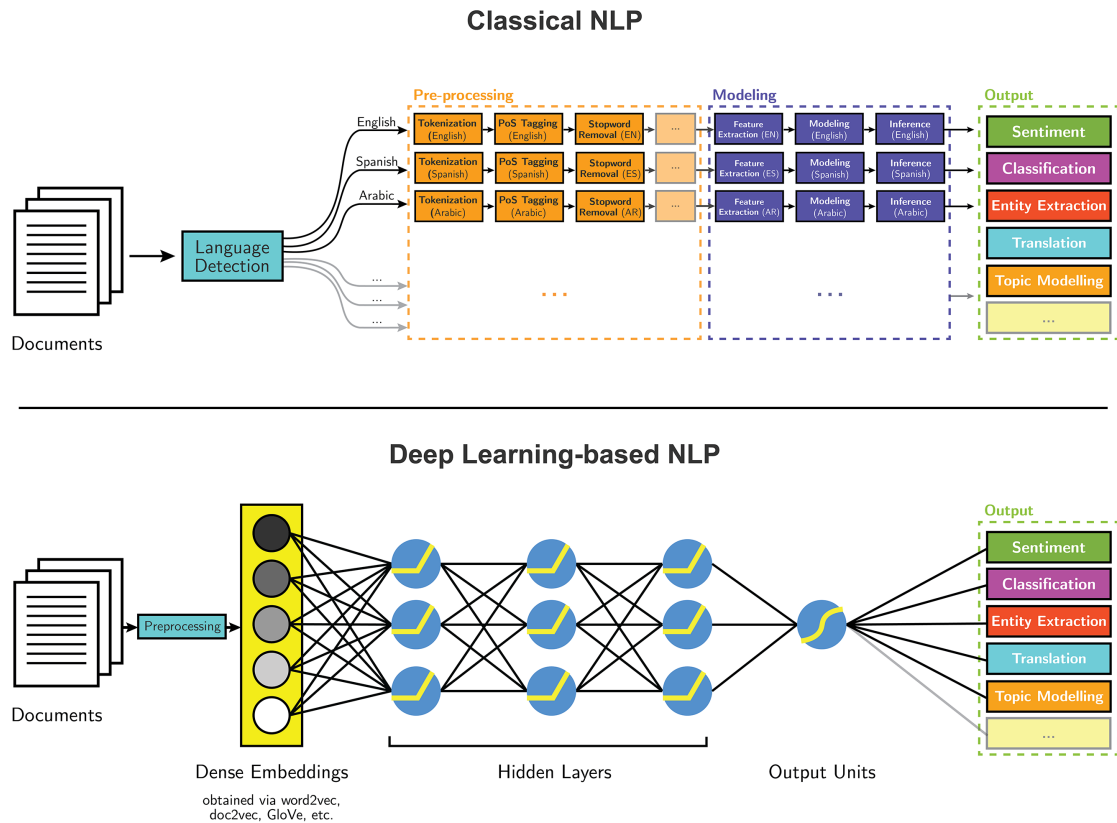 Classical NLP
Pre-processing
Modeling
Output
English
Tokenization
(English)
PoS Tagging
(English)
Stopword
Removal (EN)
...
Feature
Extraction (EN)
Modeling
(English)
Inference
(English)
Sentiment
Spanish
Tokenization
(Spanish)
PoS Tagging
(Spanish)
Stopword
Removal (ES)
...
Feature
Extraction (ES)
Modeling
(Spanish)
Inference
(Spanish)
Classification
Arabic
Tokenization
(Arabic)
PoS Tagging
(Arabic)
Stopword
Removal (AR)
...
Feature
Extraction (AR)
Modeling
(Arabic)
Inference
(Arabic)
Entity Extraction
Language
Detection
Translation
...
...
...
...
...
Topic Modelling
...
Documents
Deep Learning-based NLP
Output
Sentiment
Classification
Entity Extraction
Preprocessing
Translation
Topic Modelling
...
Documents
Dense Embeddings
obtained via word2vec,
doc2vec, GloVe, etc.
Hidden Layers
Output Units